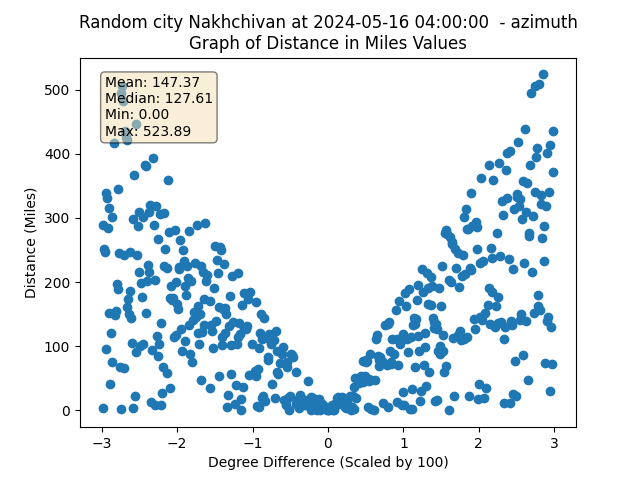 Random city Nakhchivan at 2024-05-16 04:00:00 - azimuth
Graph of Distance in Miles Values
Mean: 147.37
Median: 127.61
Min: 0.00
Max: 523.89
Distance (Miles)
500
400
300
200
100
0
−3
−2
−1
0
1
2
3
Degree Difference (Scaled by 100)